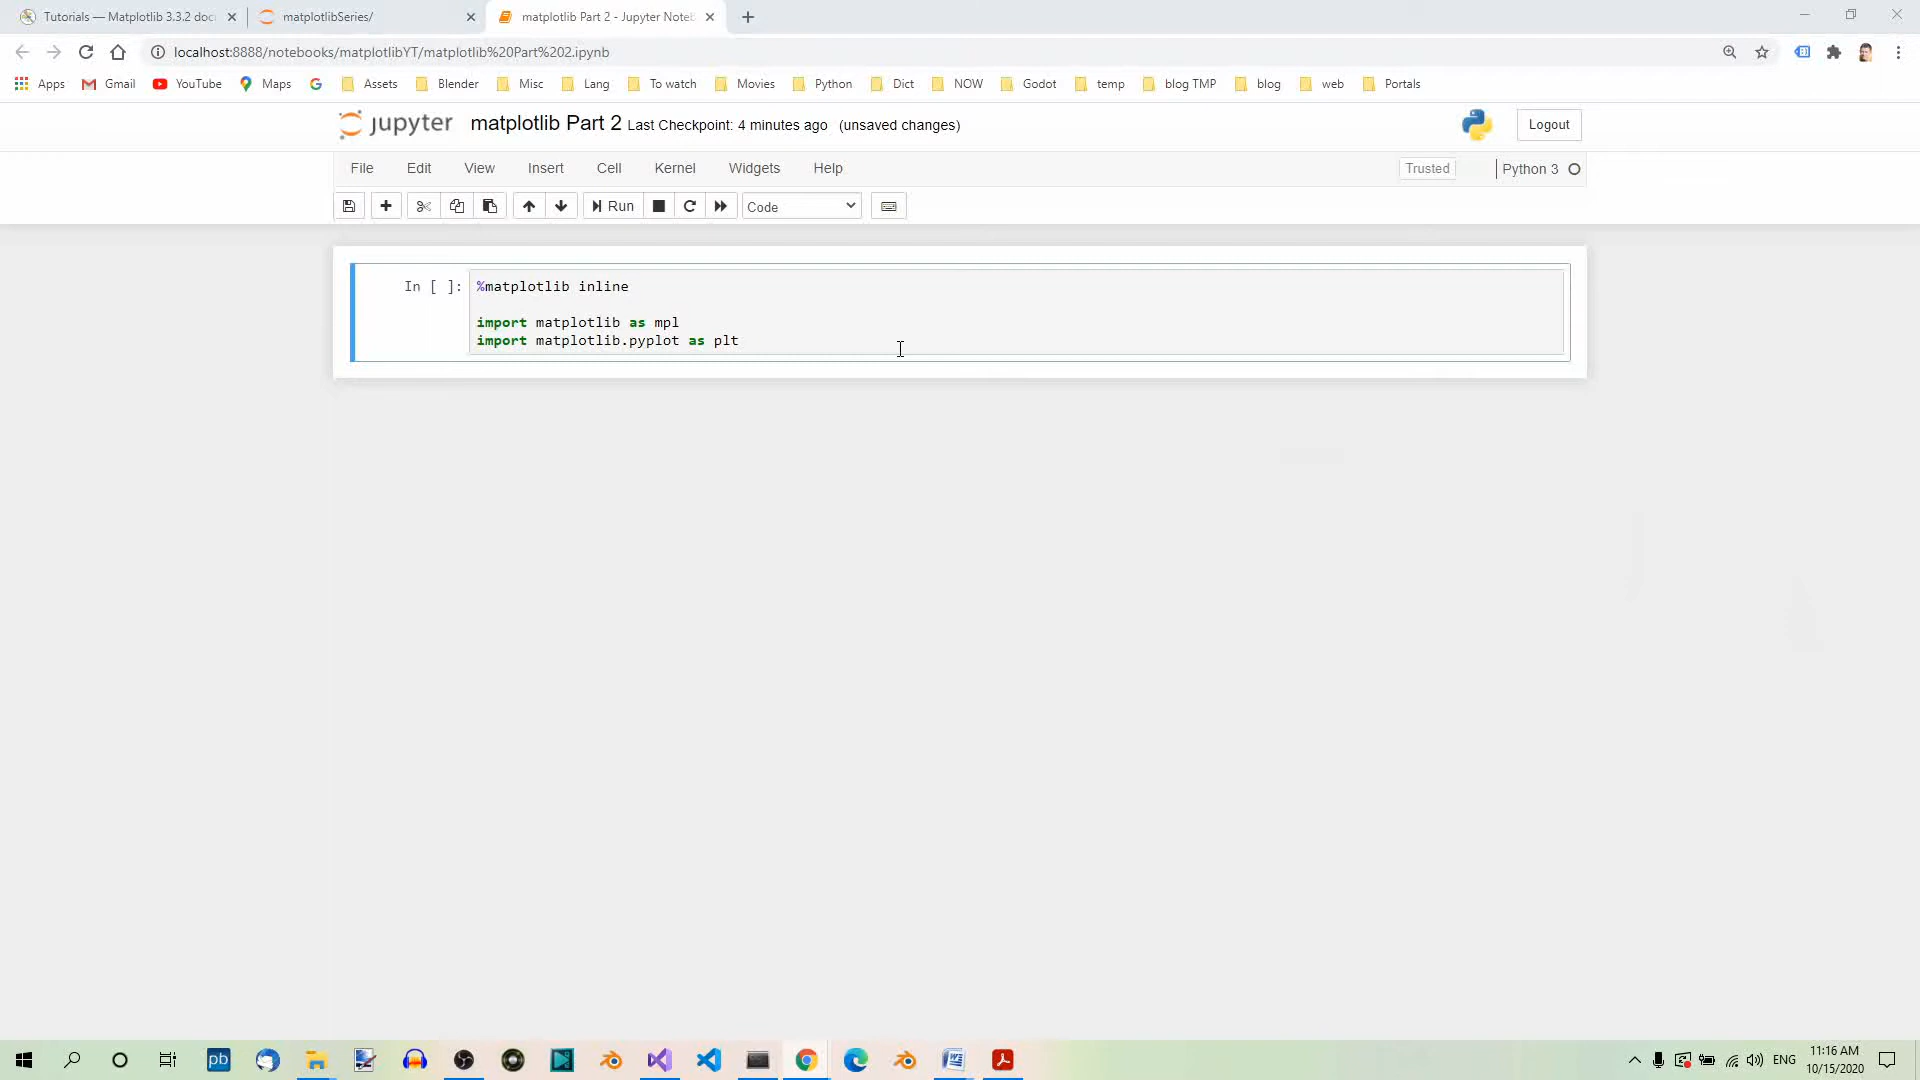 Tutorials — Matplotlib 3.3.2 doc
matplotlibSeries/
matplotlib Part 2 - Jupyter Noteb
localhost:8888/notebooks/matplotlibYT/matplotlib%20Part%202.ipynb
Apps Gmail YouTube Maps Assets Blender Misc Lang To watch Movies Python Dict NOW Godot temp blog TMP blog web Portals
jupyter matplotlib Part 2 Last Checkpoint: 4 minutes ago (unsaved changes) Logout
File Edit View Insert Cell Kernel Widgets Help Trusted Python 3
Run Code
In [ ]: %matplotlib inline
import matplotlib as mpl
import matplotlib.pyplot as plt
pb
ENG
11:16 AM
10/15/2020